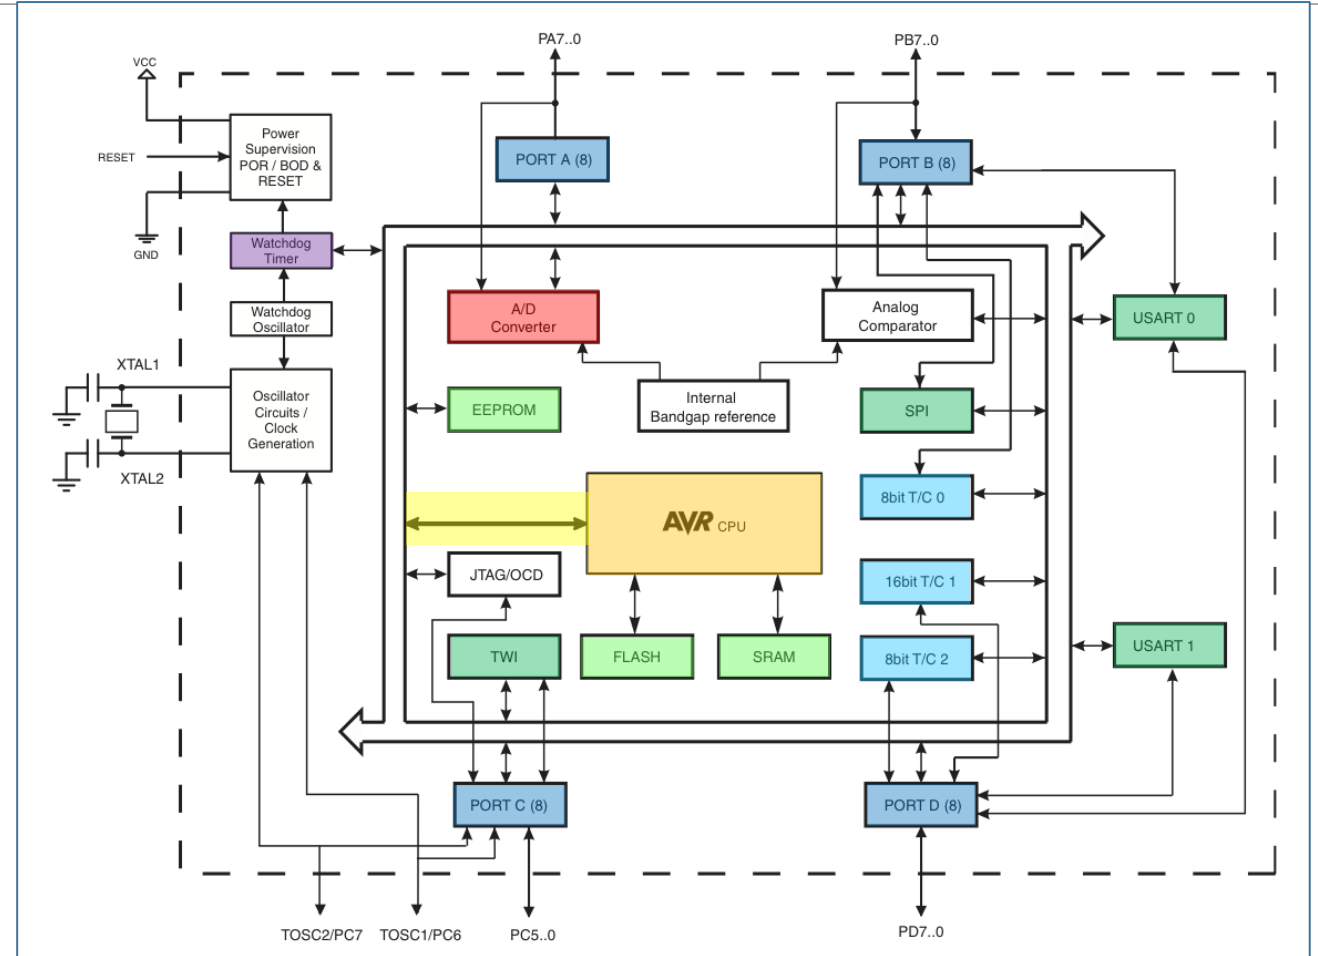 PA7..0
PB7..0
VCC
Power
Supervision
POR / BOD &
RESET
RESET
GND
PORT A (8)
PORT B (8)
Watchdog
Timer
Watchdog
Oscillator
A/D
Converter
Analog
Comparator
USART 0
XTAL1
XTAL2
Oscillator
Circuits /
Clock
Generation
EEPROM
Internal
Bandgap reference
SPI
8bit T/C 0
AVR CPU
JTAG/OCD
16bit T/C 1
TWI
FLASH
SRAM
8bit T/C 2
USART 1
PORT C (8)
PORT D (8)
TOSC2/PC7
TOSC1/PC6
PC5..0
PD7..0